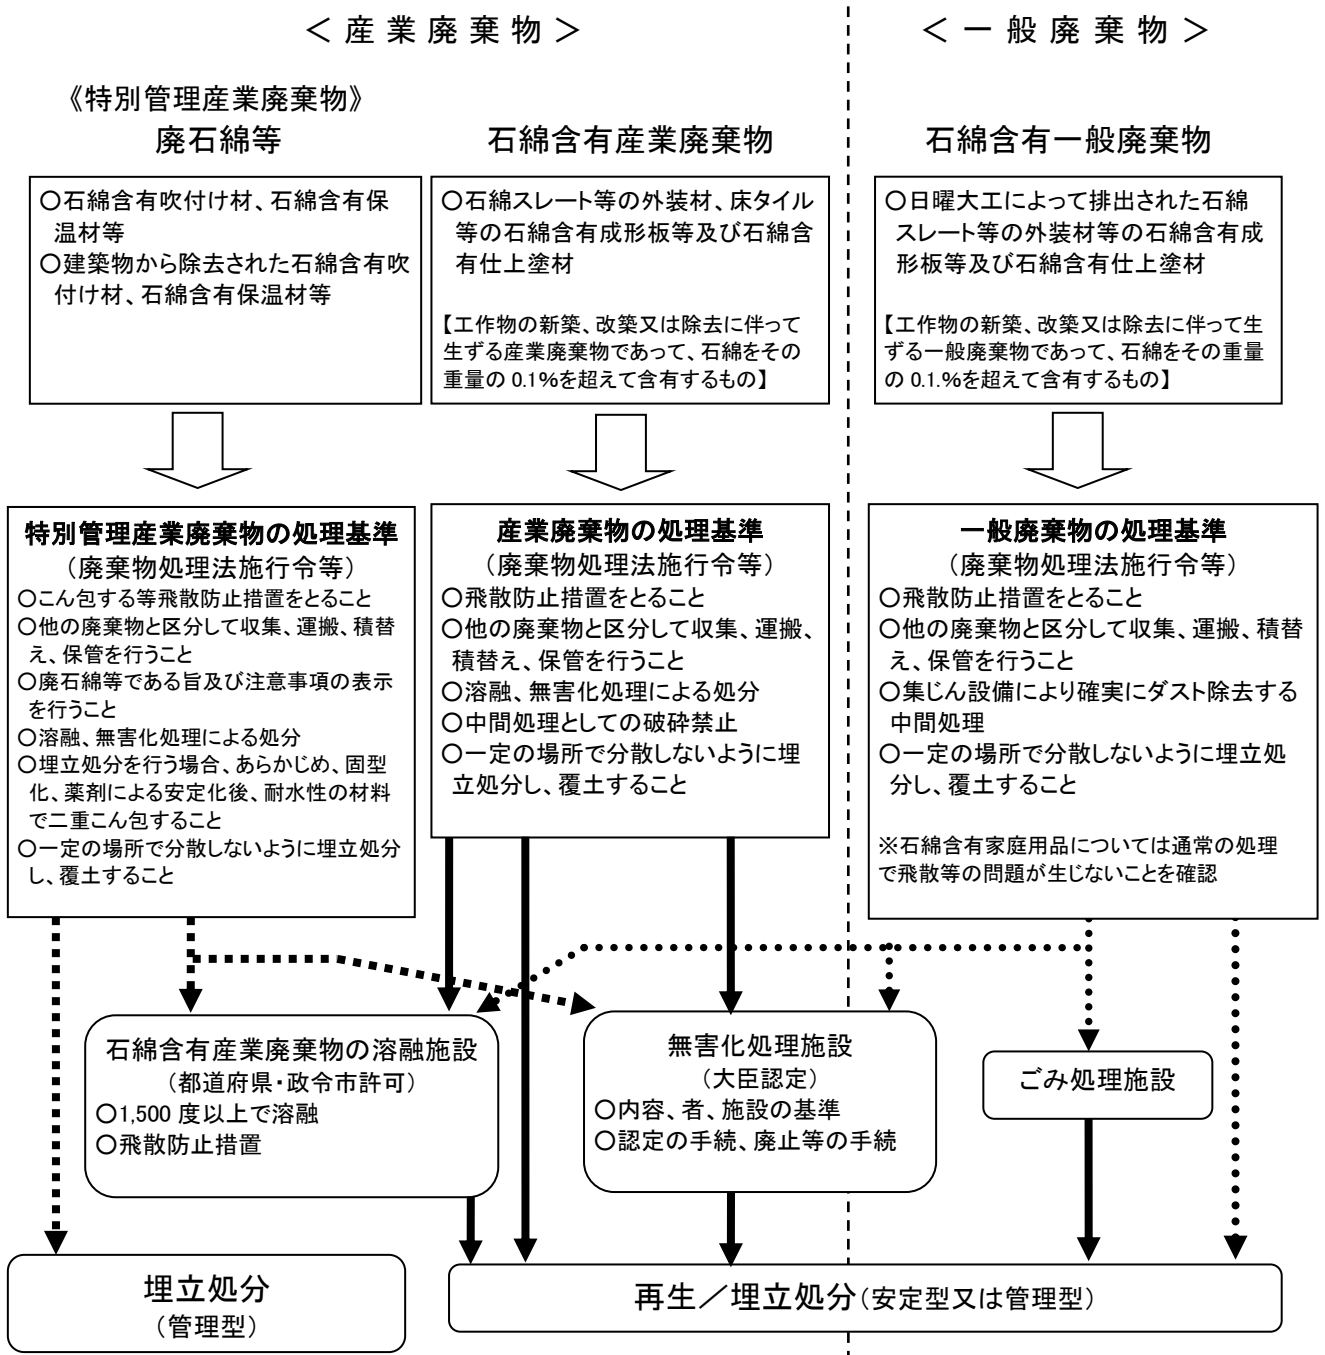 ＜産業廃棄物＞
＜一般廃棄物＞
《特別管理産業廃棄物》
廃石綿等
石綿含有産業廃棄物
石綿含有一般廃棄物
○石綿含有吹付け材、石綿含有保
温材等
○建築物から除去された石綿含有吹
付け材、石綿含有保温材等
○石綿スレート等の外装材、床タイル
等の石綿含有成形板等及び石綿含
有仕上塗材
【工作物の新築、改築又は除去に伴って
生ずる産業廃棄物であって、石綿をその
重量の 0.1%を超えて含有するもの】
○日曜大工によって排出された石綿
スレート等の外装材等の石綿含有成
形板等及び石綿含有仕上塗材
【工作物の新築、改築又は除去に伴って生
ずる一般廃棄物であって、石綿をその重量
の 0.1.%を超えて含有するもの】
特別管理産業廃棄物の処理基準
（廃棄物処理法施行令等）
○こん包する等飛散防止措置をとること
○他の廃棄物と区分して収集、運搬、積替
え、保管を行うこと
○廃石綿等である旨及び注意事項の表示
を行うこと
○溶融、無害化処理による処分
○埋立処分を行う場合、あらかじめ、固型
化、薬剤による安定化後、耐水性の材料
で二重こん包すること
○一定の場所で分散しないように埋立処分
し、覆土すること
産業廃棄物の処理基準
（廃棄物処理法施行令等）
○飛散防止措置をとること
○他の廃棄物と区分して収集、運搬、
積替え、保管を行うこと
○溶融、無害化処理による処分
○中間処理としての破砕禁止
○一定の場所で分散しないように埋
立処分し、覆土すること
一般廃棄物の処理基準
（廃棄物処理法施行令等）
○飛散防止措置をとること
○他の廃棄物と区分して収集、運搬、積替
え、保管を行うこと
○集じん設備により確実にダスト除去する
中間処理
○一定の場所で分散しないように埋立処
分し、覆土すること
※石綿含有家庭用品については通常の処理
で飛散等の問題が生じないことを確認
石綿含有産業廃棄物の溶融施設
（都道府県・政令市許可）
○1,500 度以上で溶融
○飛散防止措置
無害化処理施設
（大臣認定）
○内容、者、施設の基準
○認定の手続、廃止等の手続
ごみ処理施設
埋立処分
（管理型）
再生／埋立処分（安定型又は管理型）